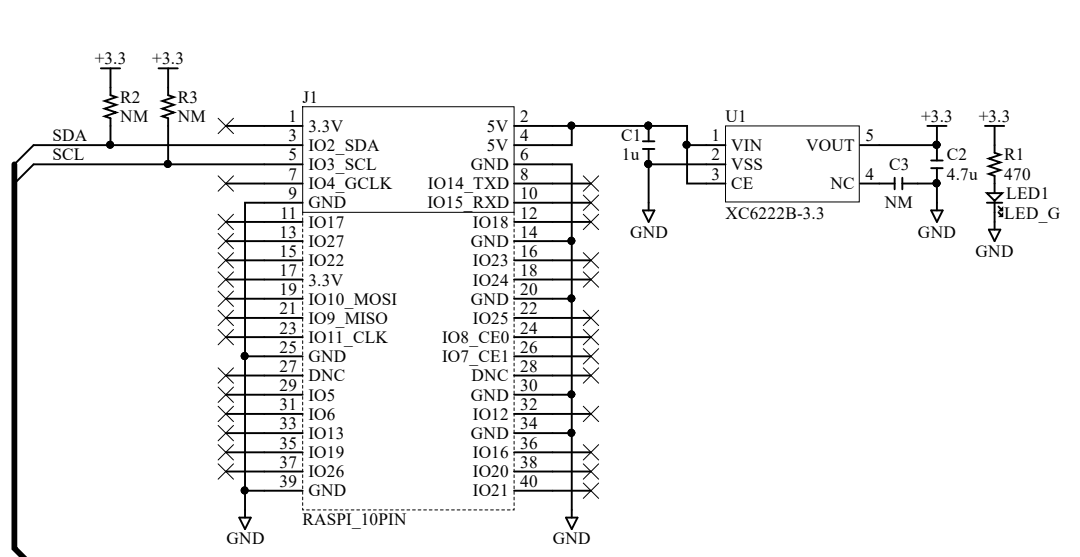 +3.3 +3.3
R2 R3
NM NM
SDA
SCL
J1
1 3.3V 5V 2
3 IO2_SDA 5V 4
5 IO3_SCL GND 6
7 IO4_GCLK IO14_TXD 8
9 GND IO15_RXD 10
11 IO17 IO18 12
13 IO27 GND 14
15 IO22 IO23 16
17 3.3V IO24 18
19 IO10_MOSI GND 20
21 IO9_MISO IO25 22
23 IO11_CLK IO8_CE0 24
25 GND IO7_CE1 26
27 DNC DNC 28
29 IO5 GND 30
31 IO6 IO12 32
33 IO13 GND 34
35 IO19 IO16 36
37 IO26 IO20 38
39 GND IO21 40
RASPI_10PIN
GND GND
C1
1u
GND
U1
1 VIN VOUT 5
2 VSS
3 CE NC 4
XC6222B-3.3
C3
NM
+3.3
C2
4.7u
GND
+3.3
R1
470
LED1
LED_G
GND